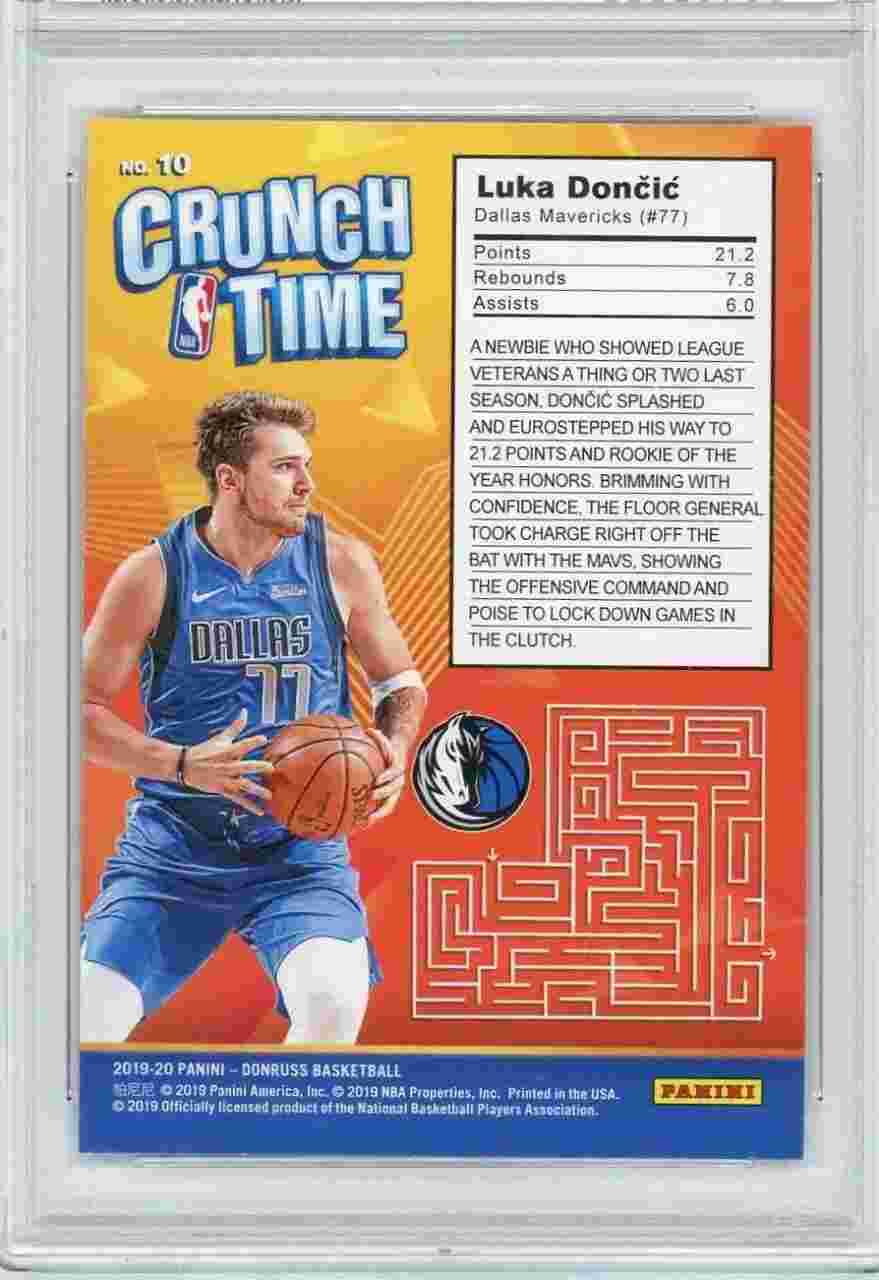 NO. 10
CRUNCH
TIME
NBA
Luka Dončić
Dallas Mavericks (#77)
Points 21.2
Rebounds 7.8
Assists 6.0
A NEWBIE WHO SHOWED LEAGUE
VETERANS A THING OR TWO LAST
SEASON, DONČIĆ SPLASHED
AND EUROSTEPPED HIS WAY TO
21.2 POINTS AND ROOKIE OF THE
YEAR HONORS. BRIMMING WITH
CONFIDENCE, THE FLOOR GENERAL
TOOK CHARGE RIGHT OFF THE
BAT WITH THE MAVS, SHOWING
THE OFFENSIVE COMMAND AND
POISE TO LOCK DOWN GAMES IN
THE CLUTCH.
DALLAS
77
2019-20 PANINI – DONRUSS BASKETBALL
帕尼尼 © 2019 Panini America, Inc. © 2019 NBA Properties, Inc. Printed in the USA.
© 2019 Officially licensed product of the National Basketball Players Association.
PANINI